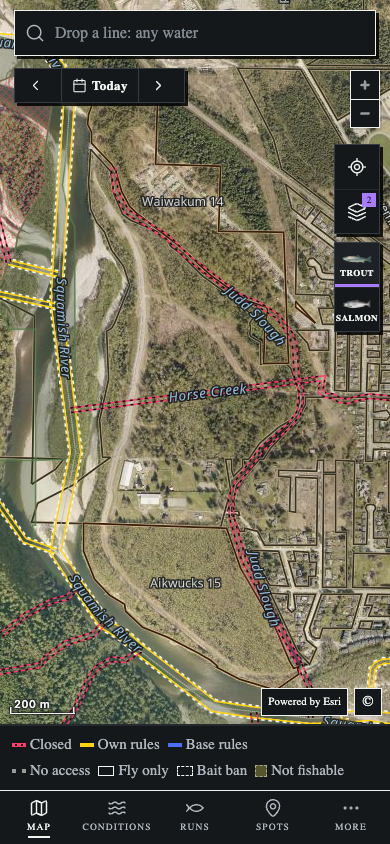 Drop a line: any water
Today
2
Waiwakum 14
TROUT
SALMON
Judd Slough
Squamish River
Horse Creek
Aikwucks 15
Judd Slough
Squamish River
200 m
Powered by Esri
©
Closed
Own rules
Base rules
No access
Fly only
Bait ban
Not fishable
MAP
CONDITIONS
RUNS
SPOTS
MORE